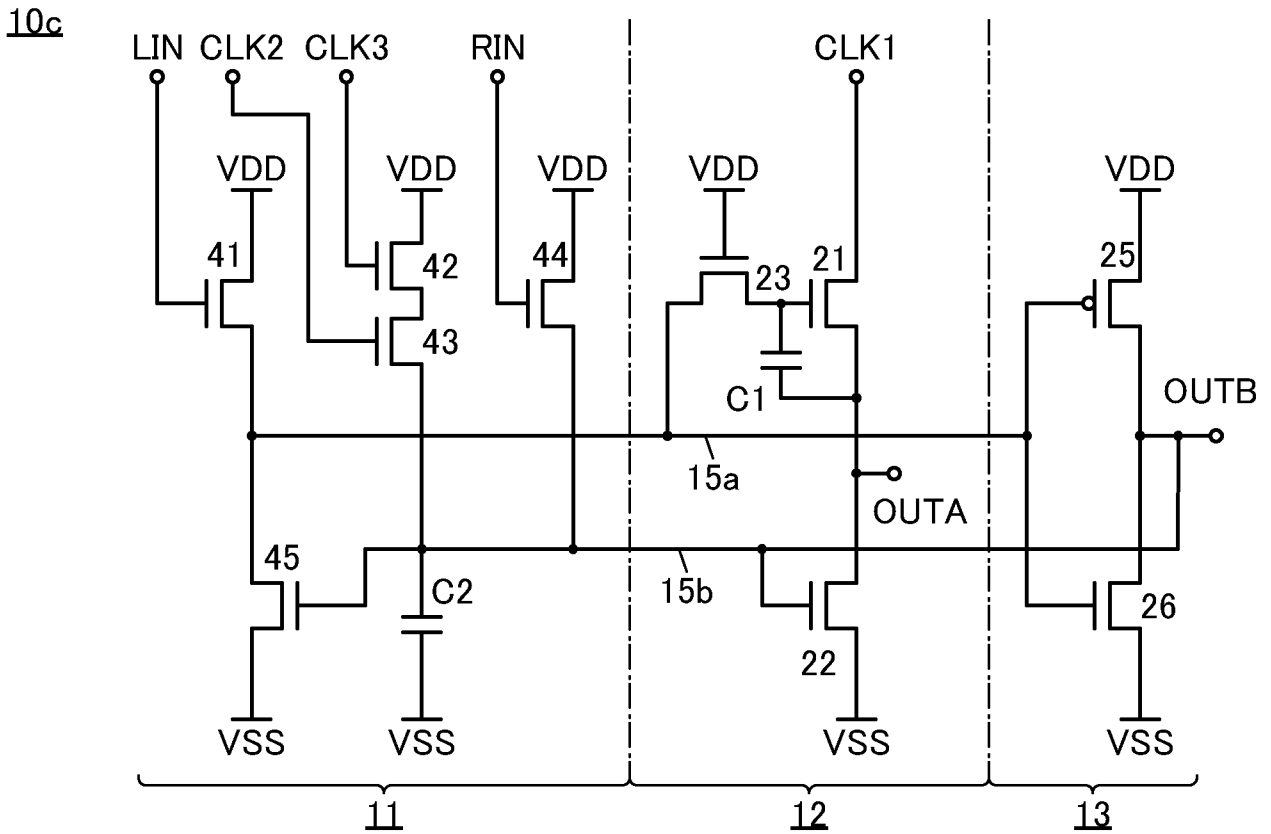 10c
LIN CLK2 CLK3 RIN CLK1
VDD VDD VDD VDD VDD
41 42 44 23 21 25
43
C1
OUTB
15a
OUTA
45
C2
15b
22
26
VSS VSS VSS VSS
11 12 13